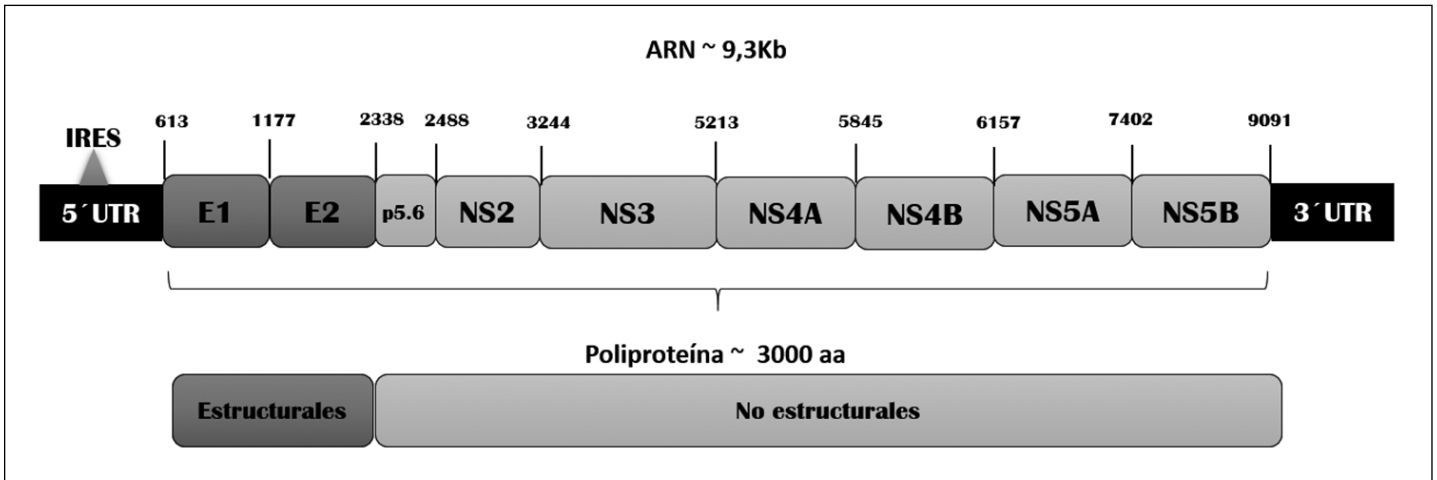 ARN ~ 9,3Kb
613 1177 2338 2488 3244 5213 5845 6157 7402 9091
IRES
5´UTR E1 E2 p5.6 NS2 NS3 NS4A NS4B NS5A NS5B 3´UTR
Poliproteína ~ 3000 aa
Estructurales No estructurales